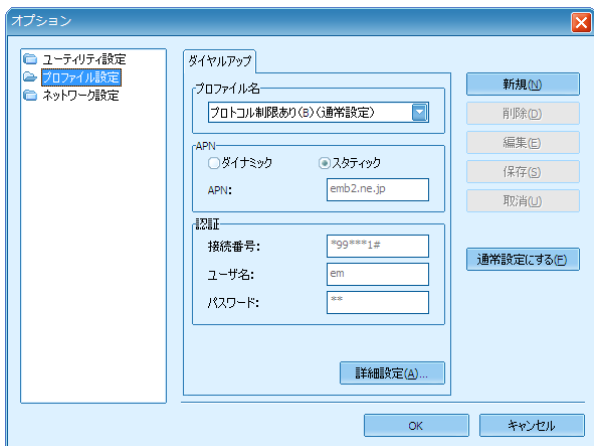 オプション
ユーティリティ設定
プロファイル設定
ネットワーク設定
ダイヤルアップ
プロファイル名
プロトコル制限あり(B)(通常設定)
APN
ダイナミック
スタティック
APN:
emb2.ne.jp
認証
接続番号:
*99***1#
ユーザ名:
em
パスワード:
**
詳細設定(A)...
新規(N)
削除(D)
編集(E)
保存(S)
取消(U)
通常設定にする(F)
OK
キャンセル